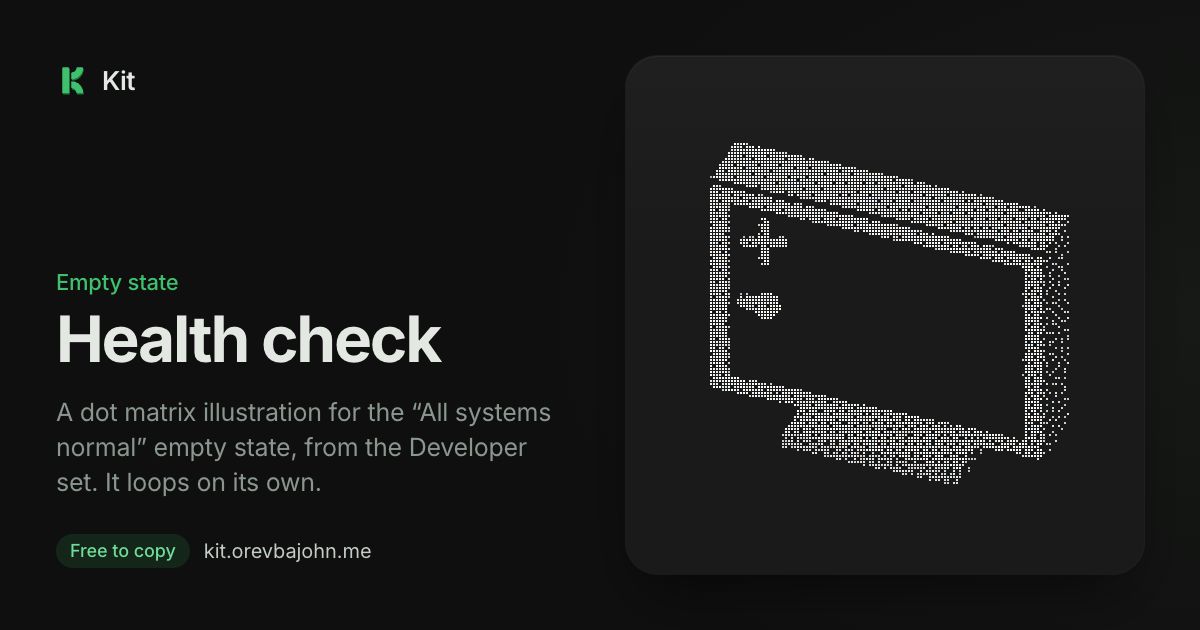 Kit
Empty state
Health check
A dot matrix illustration for the “All systems
normal” empty state, from the Developer
set. It loops on its own.
Free to copy
kit.orevbajohn.me